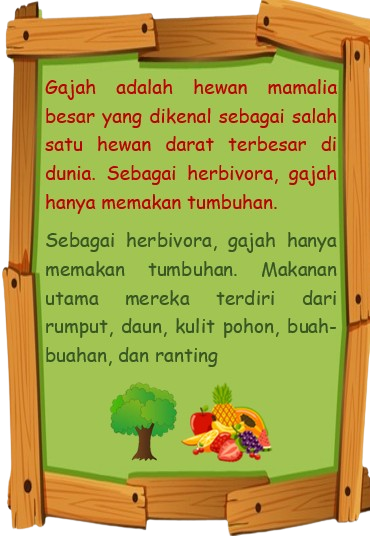 Gajah adalah hewan mamalia
besar yang dikenal sebagai salah
satu hewan darat terbesar di
dunia. Sebagai herbivora, gajah
hanya memakan tumbuhan.
Sebagai herbivora, gajah hanya
memakan tumbuhan. Makanan
utama mereka terdiri dari
rumput, daun, kulit pohon, buah-
buahan, dan ranting